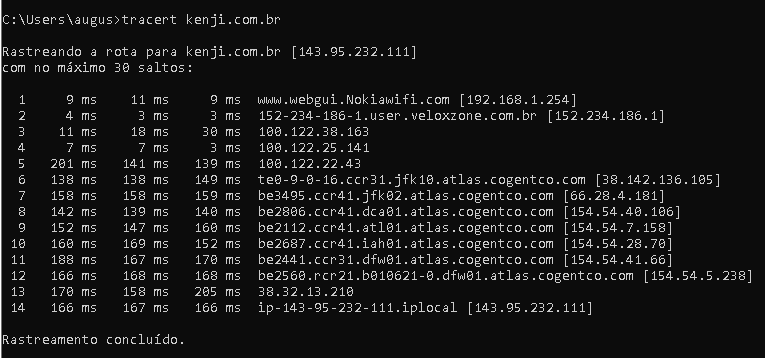 C:\Users\augus>tracert kenji.com.br
Rastreando a rota para kenji.com.br [143.95.232.111]
com no máximo 30 saltos:
1 9 ms 11 ms 9 ms www.webgui.Nokiawifi.com [192.168.1.254]
2 4 ms 3 ms 3 ms 152-234-186-1.user.veloxzone.com.br [152.234.186.1]
3 11 ms 18 ms 30 ms 100.122.38.163
4 7 ms 7 ms 3 ms 100.122.25.141
5 201 ms 141 ms 139 ms 100.122.22.43
6 138 ms 138 ms 149 ms te0-9-0-16.ccr31.jfk10.atlas.cogentco.com [38.142.136.105]
7 158 ms 158 ms 159 ms be3495.ccr41.jfk02.atlas.cogentco.com [66.28.4.181]
8 142 ms 139 ms 140 ms be2806.ccr41.dca01.atlas.cogentco.com [154.54.40.106]
9 152 ms 147 ms 160 ms be2112.ccr41.atl01.atlas.cogentco.com [154.54.7.158]
10 160 ms 169 ms 152 ms be2687.ccr41.iah01.atlas.cogentco.com [154.54.28.70]
11 188 ms 167 ms 170 ms be2441.ccr31.dfw01.atlas.cogentco.com [154.54.41.66]
12 166 ms 168 ms 168 ms be2560.rcr21.b010621-0.dfw01.atlas.cogentco.com [154.54.5.238]
13 170 ms 158 ms 205 ms 38.32.13.210
14 166 ms 167 ms 166 ms ip-143-95-232-111.iplocal [143.95.232.111]
Rastreamento concluído.